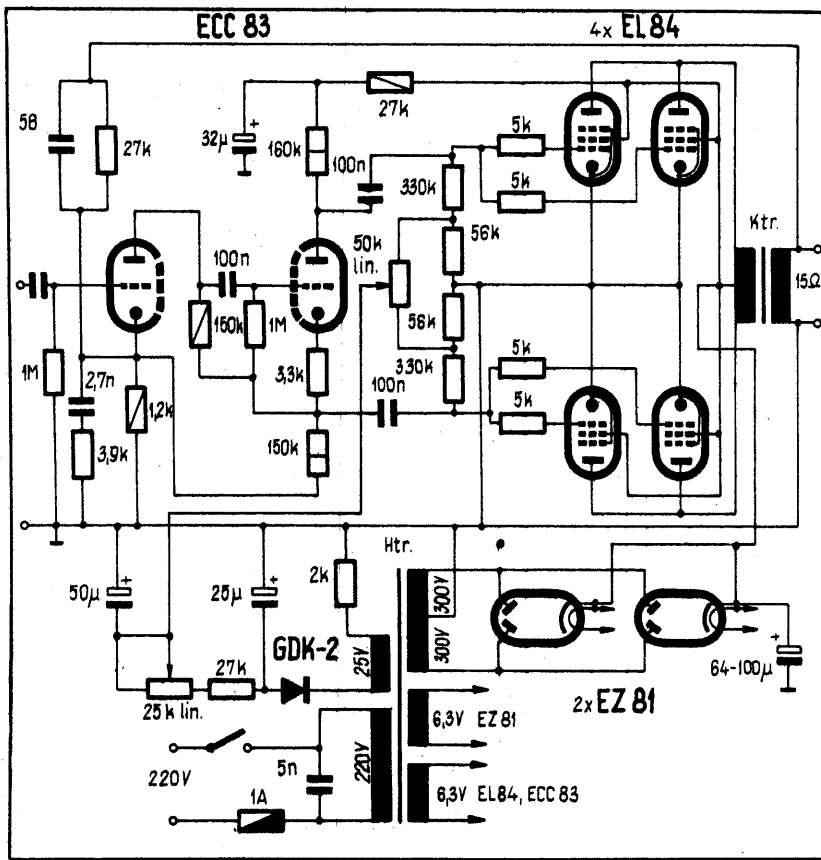 ECC 83
4x EL84
56
27k
32µ
+
160k
100n
27k
330k
5k
5k
56k
Ktr.
50k
lin.
100n
150k
1M
56k
15Ω
1M
2,7n
3,9k
1,2k
3,3k
100n
330k
5k
5k
150k
Htr.
50µ
+
25µ
+
2k
300V
300V
GDK-2
25V
27k
25k lin.
+
64-100µ
2x EZ 81
6,3V EZ81
220V
5n
220V
1A
6,3V EL84, ECC 83